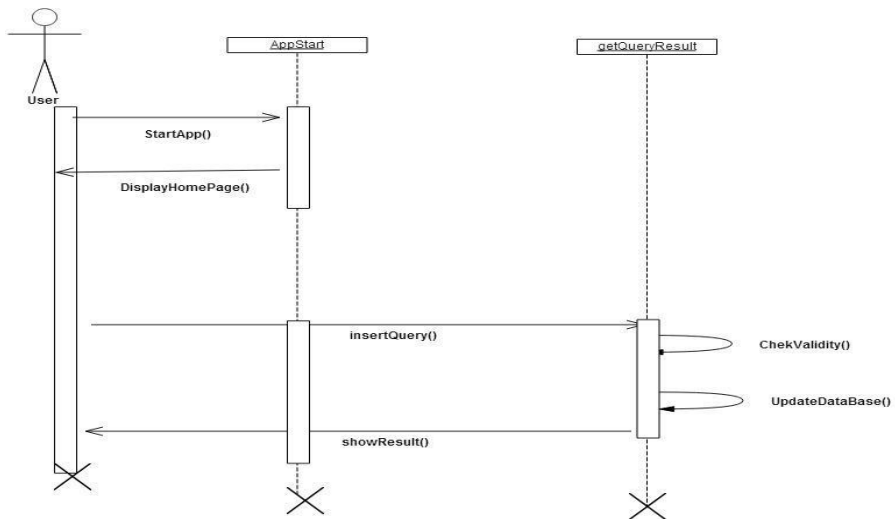 AppStart
getQueryResult
User
StartApp()
DisplayHomePage()
insertQuery()
ChekValidity()
UpdateDataBase()
showResult()